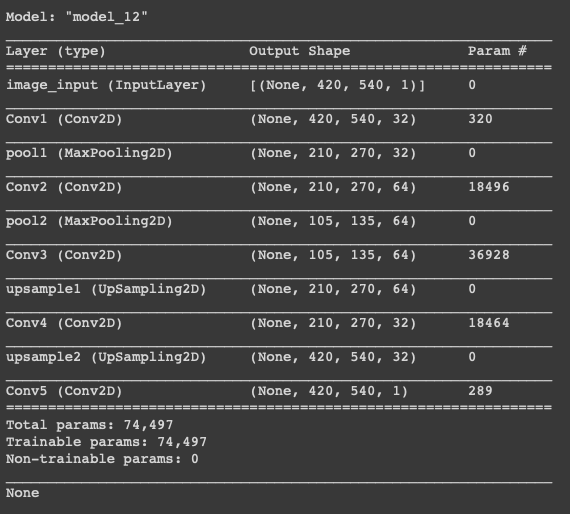 Model: "model_12"
Layer (type) Output Shape Param #
image_input (InputLayer) [(None, 420, 540, 1)] 0
Conv1 (Conv2D) (None, 420, 540, 32) 320
pool1 (MaxPooling2D) (None, 210, 270, 32) 0
Conv2 (Conv2D) (None, 210, 270, 64) 18496
pool2 (MaxPooling2D) (None, 105, 135, 64) 0
Conv3 (Conv2D) (None, 105, 135, 64) 36928
upsample1 (UpSampling2D) (None, 210, 270, 64) 0
Conv4 (Conv2D) (None, 210, 270, 32) 18464
upsample2 (UpSampling2D) (None, 420, 540, 32) 0
Conv5 (Conv2D) (None, 420, 540, 1) 289
Total params: 74,497
Trainable params: 74,497
Non-trainable params: 0
None